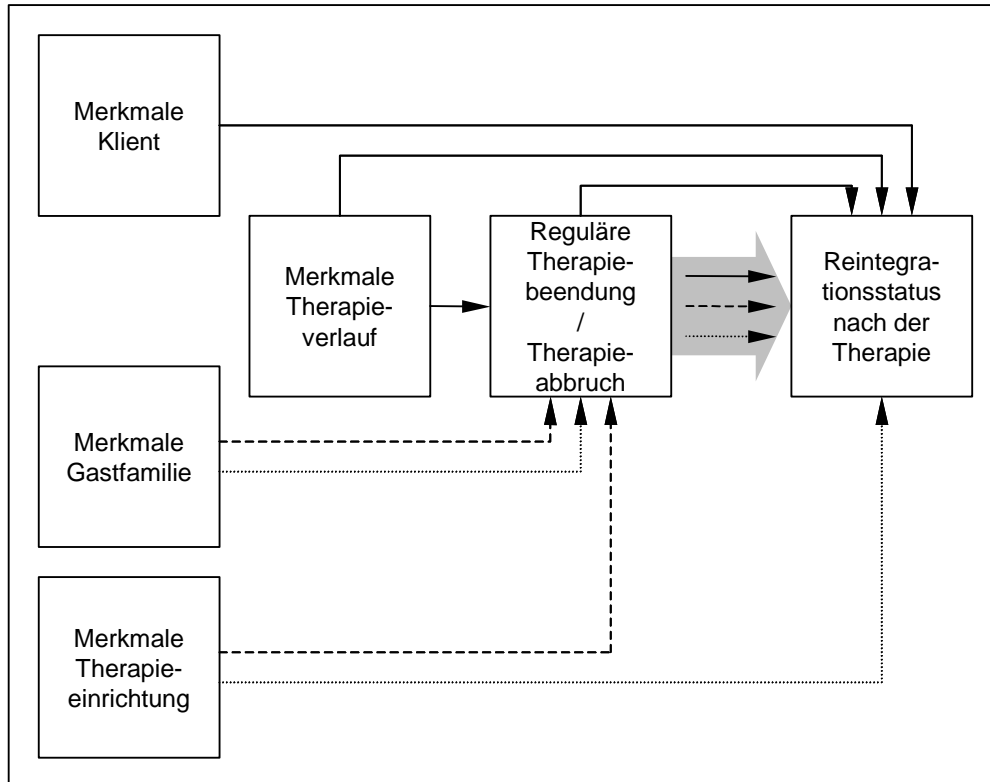 Merkmale
Klient
Merkmale
Therapie-
verlauf
Reguläre
Therapie-
beendung
/
Therapie-
abbruch
Reintegra-
tionsstatus
nach der
Therapie
Merkmale
Gastfamilie
Merkmale
Therapie-
einrichtung